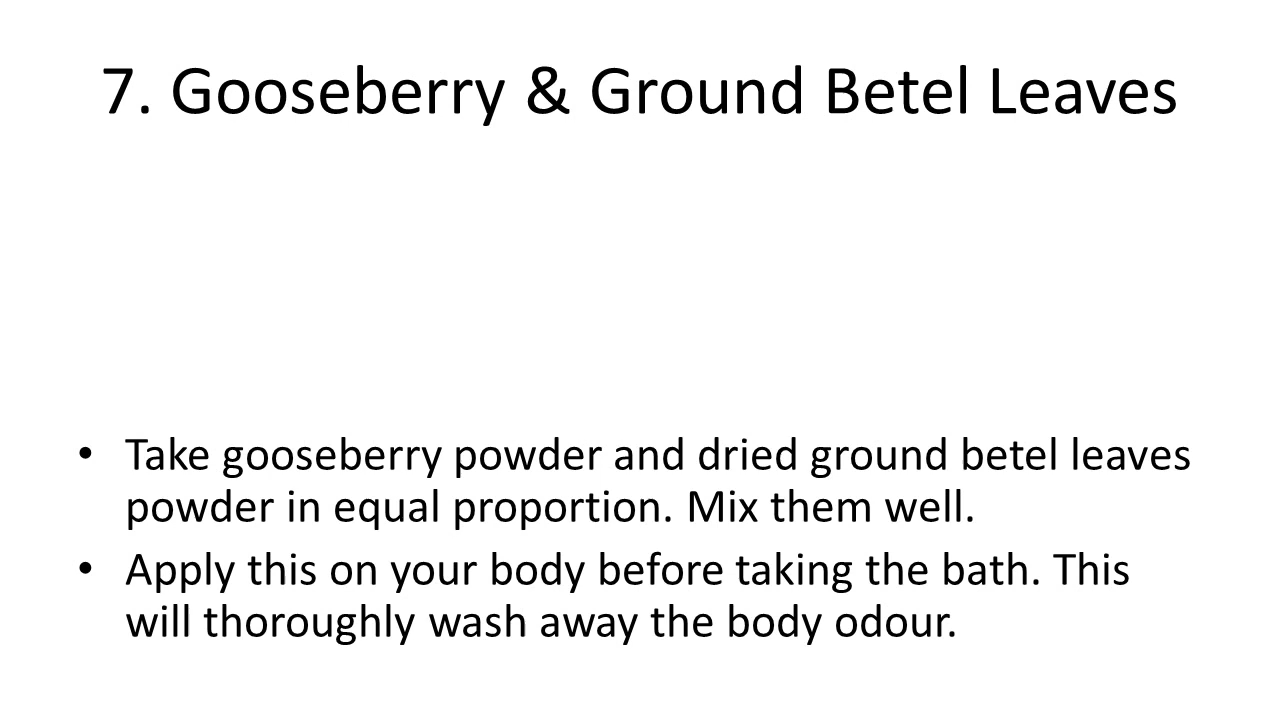 7. Gooseberry & Ground Betel Leaves
• Take gooseberry powder and dried ground betel leaves
powder in equal proportion. Mix them well.
• Apply this on your body before taking the bath. This
will thoroughly wash away the body odour.